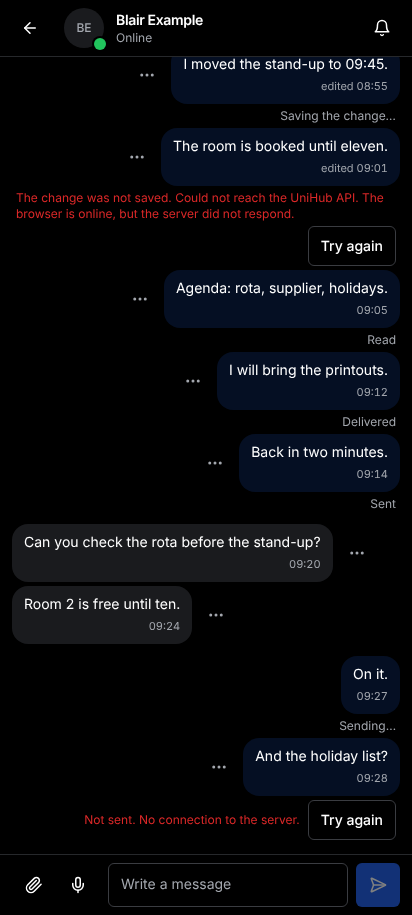 BE
Blair Example
Online
I moved the stand-up to 09:45.
edited 08:55
Saving the change...
The room is booked until eleven.
edited 09:01
The change was not saved. Could not reach the UniHub API. The
browser is online, but the server did not respond.
Try again
Agenda: rota, supplier, holidays.
09:05
Read
I will bring the printouts.
09:12
Delivered
Back in two minutes.
09:14
Sent
Can you check the rota before the stand-up?
09:20
Room 2 is free until ten.
09:24
On it.
09:27
Sending...
And the holiday list?
09:28
Not sent. No connection to the server.
Try again
Write a message